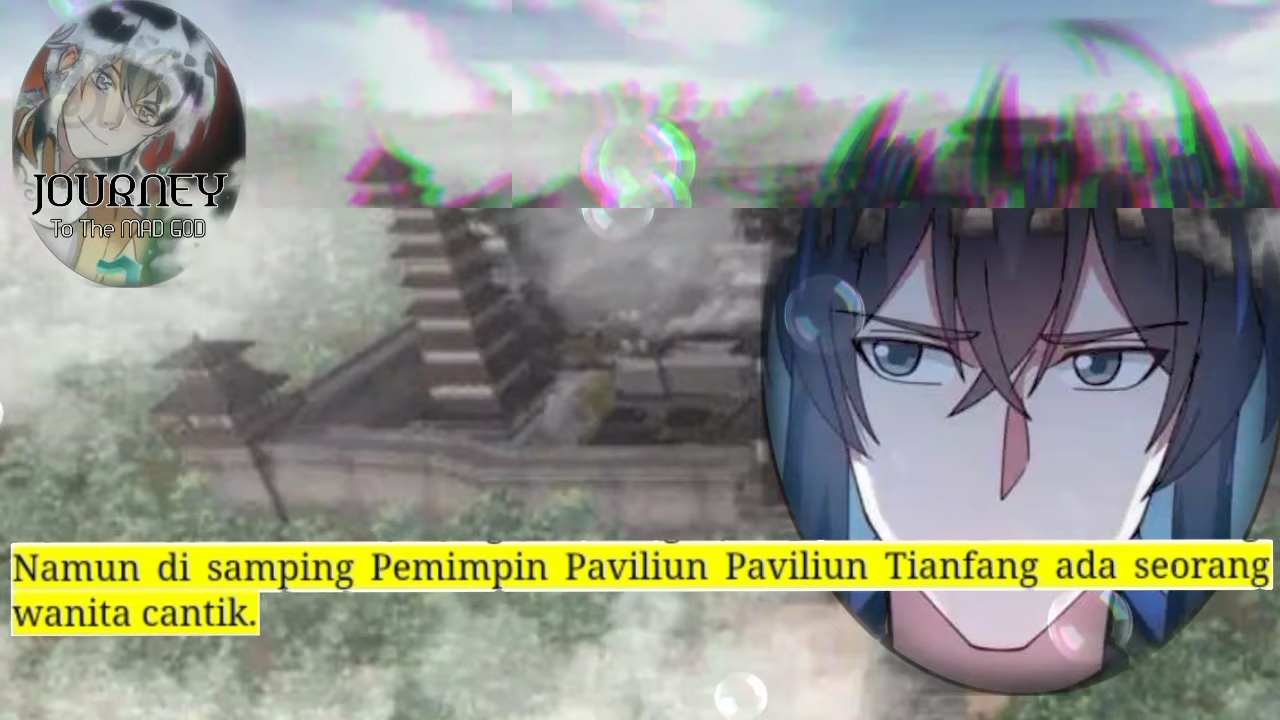 JOURNEY
To The MAD GOD
Namun di samping Pemimpin Paviliun Paviliun Tianfang ada seorang
wanita cantik.